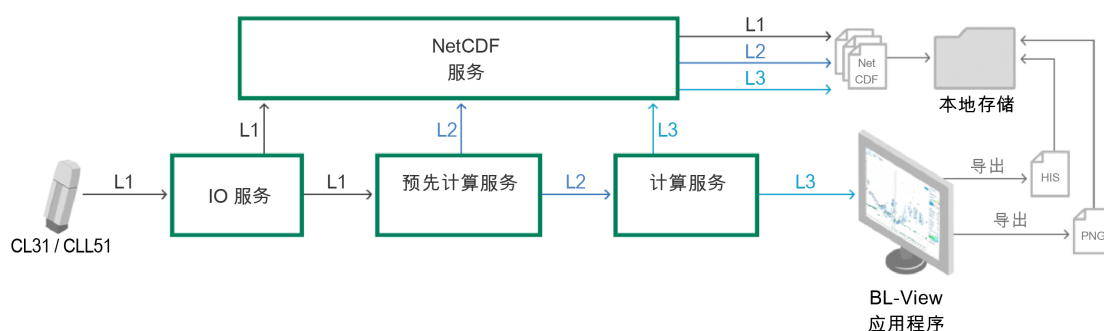 NetCDF
服务
L1
L2
L3
Net
CDF
本地存储
L1
L2
L3
L1
IO 服务
L1
预先计算服务
L2
计算服务
L3
导出
HIS
导出
PNG
CL31 / CLL51
BL-View
应用程序